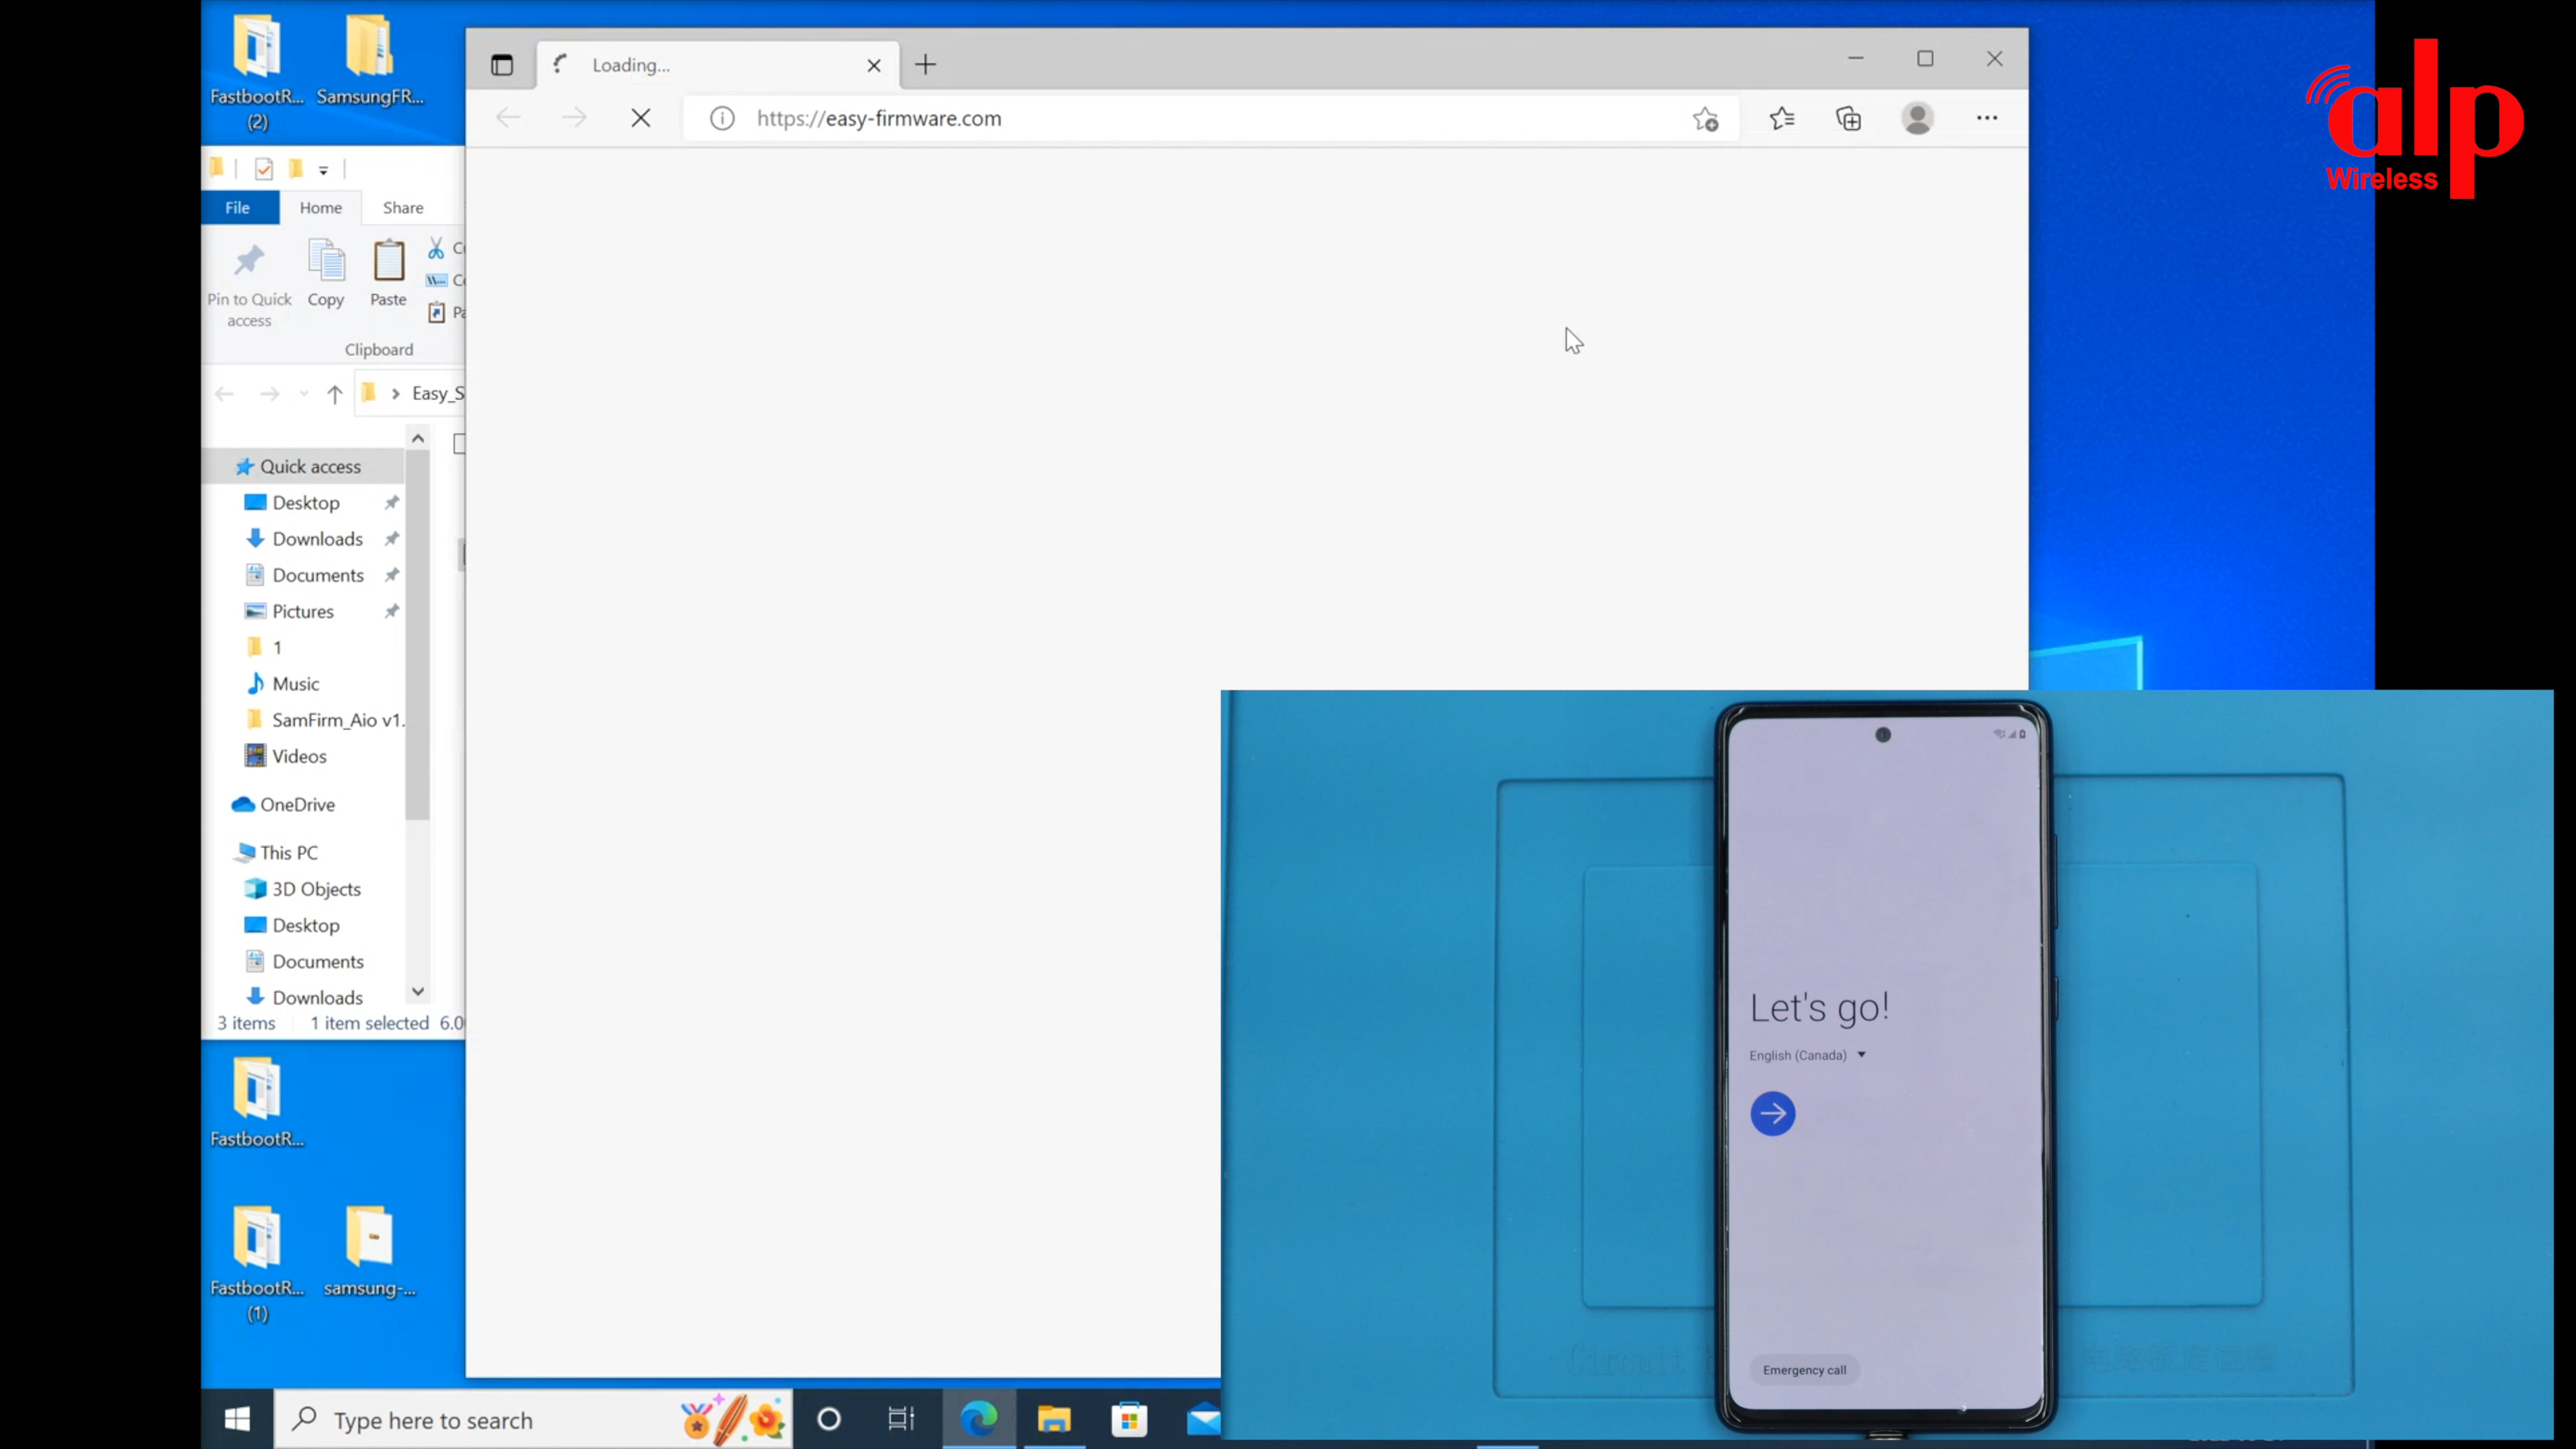 FastbootR...
(2)
SamsungFR...
Loading...
https://easy-firmware.com
alp
Wireless
File
Home
Share
Pin to Quick
access
Copy
Paste
Clipboard
Easy_S
Quick access
Desktop
Downloads
Documents
Pictures
1
Music
SamFirm_Aio v1.
Videos
OneDrive
This PC
3D Objects
Desktop
Documents
Downloads
3 items
1 item selected
6.0
FastbootR...
FastbootR...
(1)
samsung-...
Type here to search
Let's go!
English (Canada)
Emergency call
Circuit